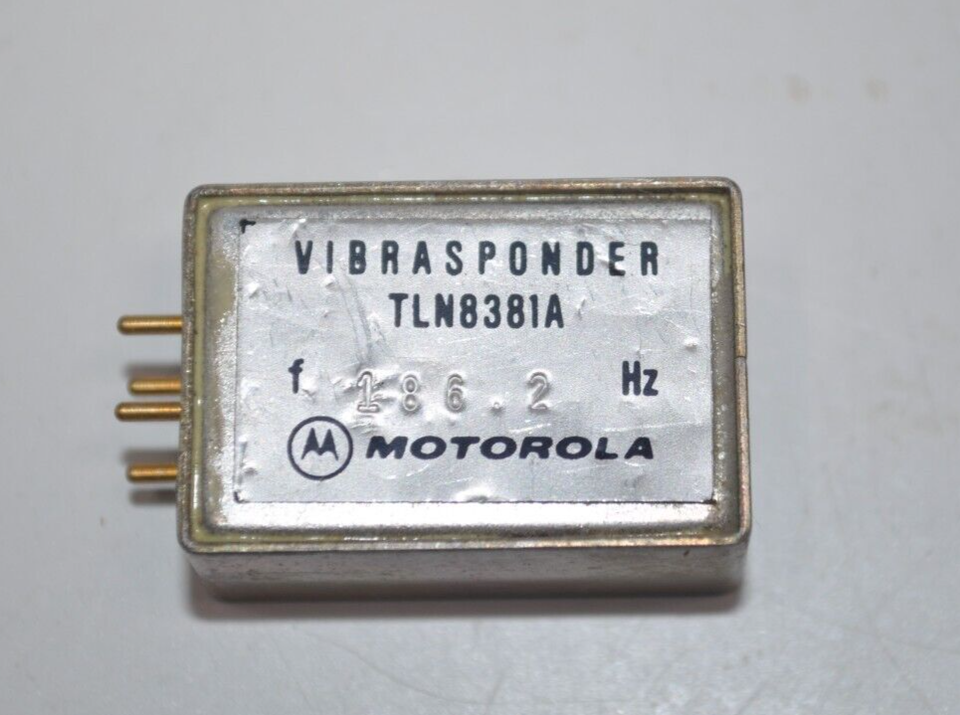 VIBRASPONDER
TLN8381A
f 186.2 Hz
MOTOROLA